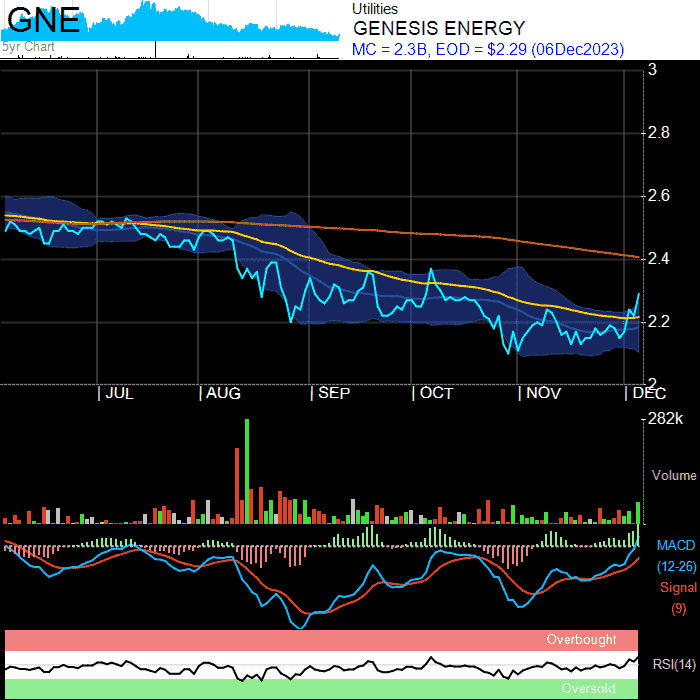 GNE
5yr Chart
Utilities
GENESIS ENERGY
MC = 2.3B, EOD = $2.29 (06Dec2023)
3
2.8
2.6
2.4
2.2
2
| JUL | AUG | SEP | OCT | NOV | DEC
282k
Volume
MACD
(12-26)
Signal
(9)
Overbought
RSI(14)
Oversold